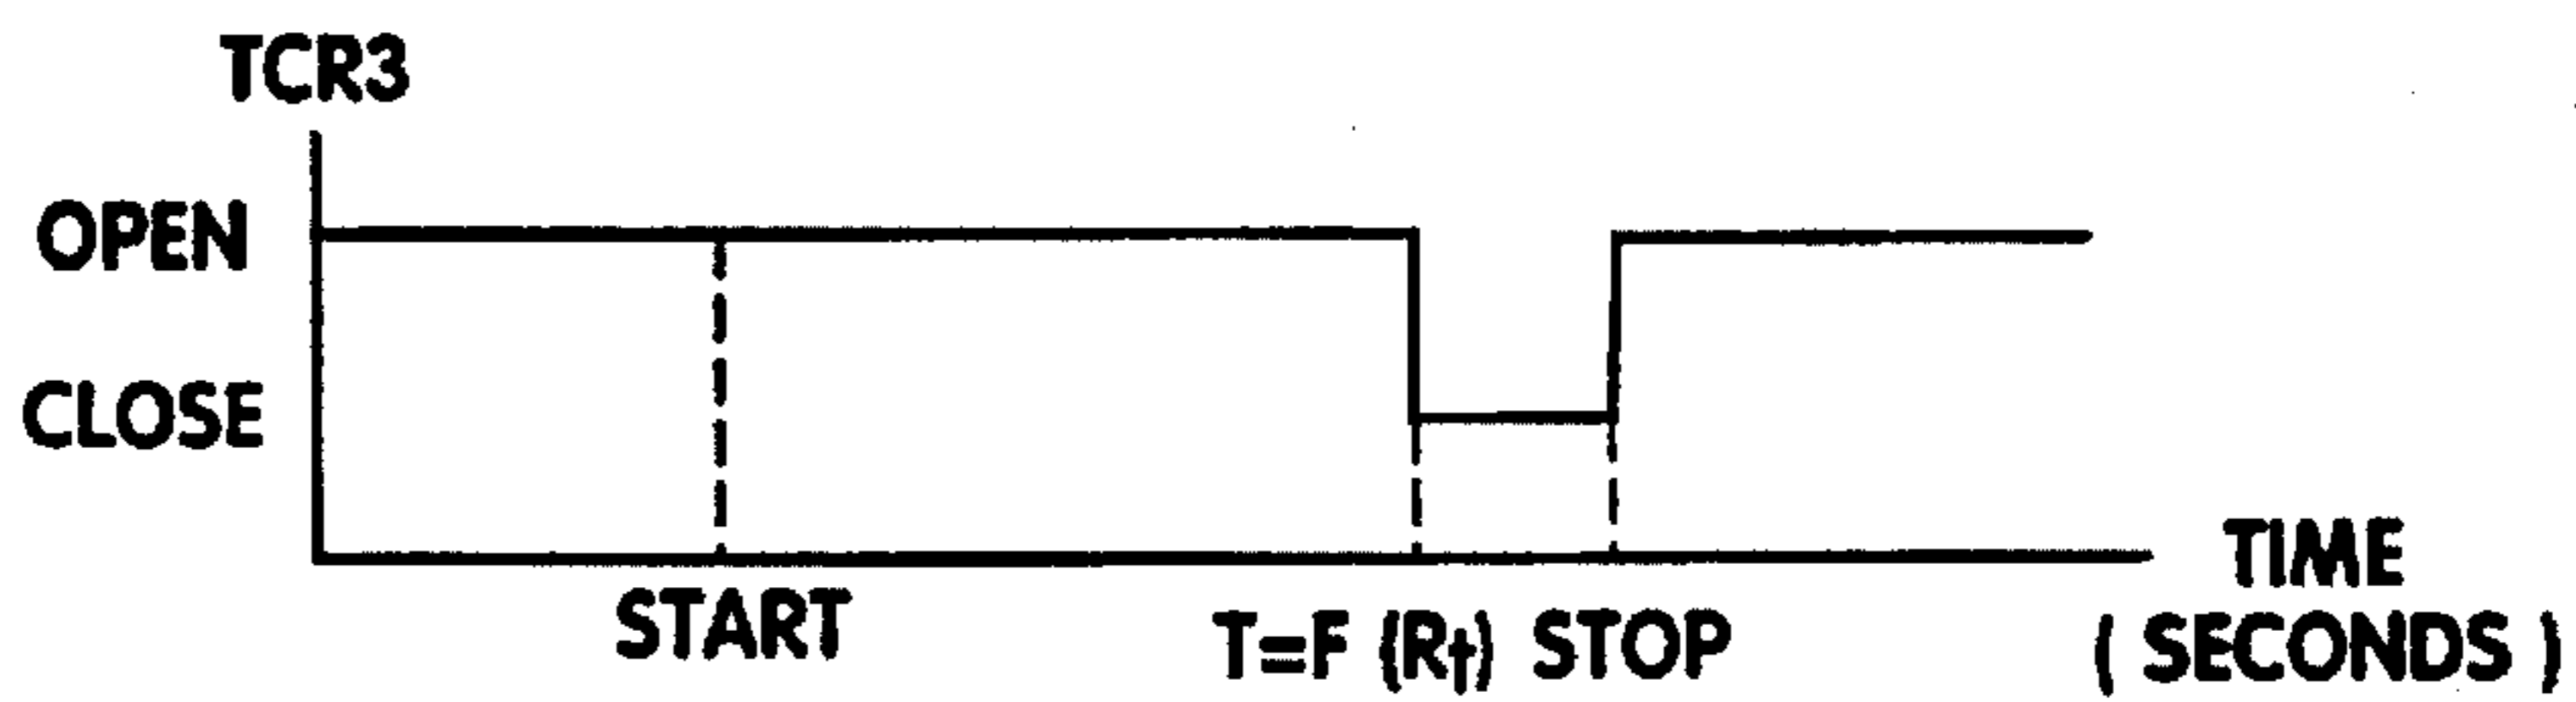 TCR3
OPEN
CLOSE
START
T=F (Rt) STOP
TIME
( SECONDS )